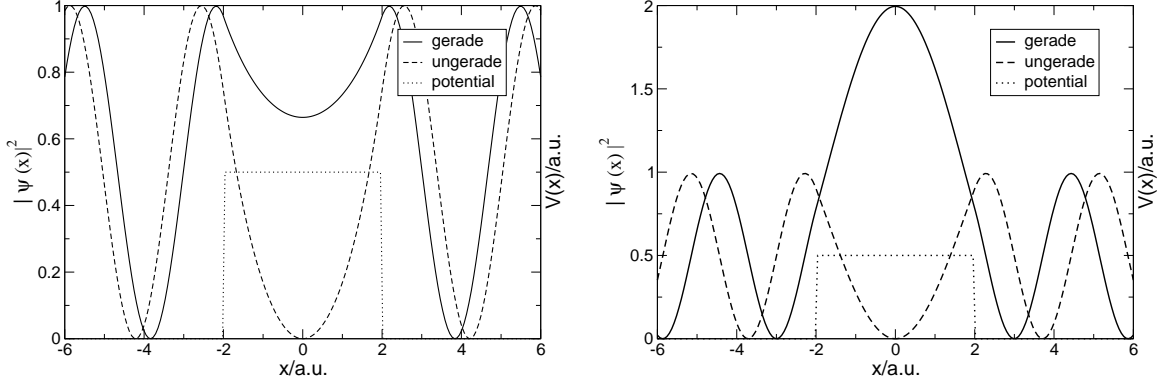 1
0.8
0.6
0.4
0.2
0
-6 -4 -2 0 2 4 6
x/a.u.
| ψ (x)|²
V(x)/a.u.
gerade
ungerade
potential
2
1.5
1
0.5
0
-6 -4 -2 0 2 4 6
x/a.u.
| ψ (x)|²
V(x)/a.u.
gerade
ungerade
potential